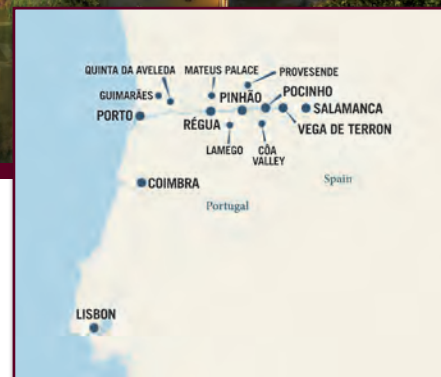 QUINTA DA AVELEDA
MATEUS PALACE
PROVESENDE
GUIMARÃES
PINHÃO
POCINHO
PORTO
SALAMANCA
RÉGUA
VEGA DE TERRON
LAMEGO
CÔA
VALLEY
COIMBRA
Spain
Portugal
LISBON